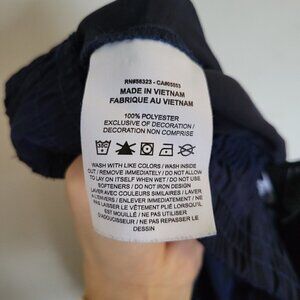 RN#56323 - CA#05553
MADE IN VIETNAM
FABRIQUE AU VIETNAM
100% POLYESTER
EXCLUSIVE OF DECORATION /
DECORATION NON COMPRISE
WASH WITH LIKE COLORS / WASH INSIDE
OUT / REMOVE IMMEDIATELY / DO NOT ALLOW
TO LAY ON ITSELF WHEN WET / DO NOT USE
SOFTENERS / DO NOT IRON DESIGN
LAVER AVEC COULEURS SIMILAIRES / LAVER
A L'ENVERS / ENLEVER IMMEDIATEMENT / NE
PAS LAISSER LE VÊTEMENT PLIÉ LORSQU'IL
EST MOUILLÉ / NE PAS UTILISER
D'ADOUCISSANT / NE PAS REPASSER LE
DESSIN